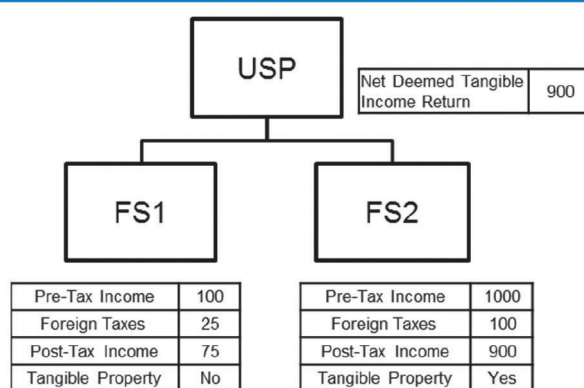 USP
Net Deemed Tangible
Income Return
900
FS1
FS2
Pre-Tax Income 100
Foreign Taxes 25
Post-Tax Income 75
Tangible Property No
Pre-Tax Income 1000
Foreign Taxes 100
Post-Tax Income 900
Tangible Property Yes